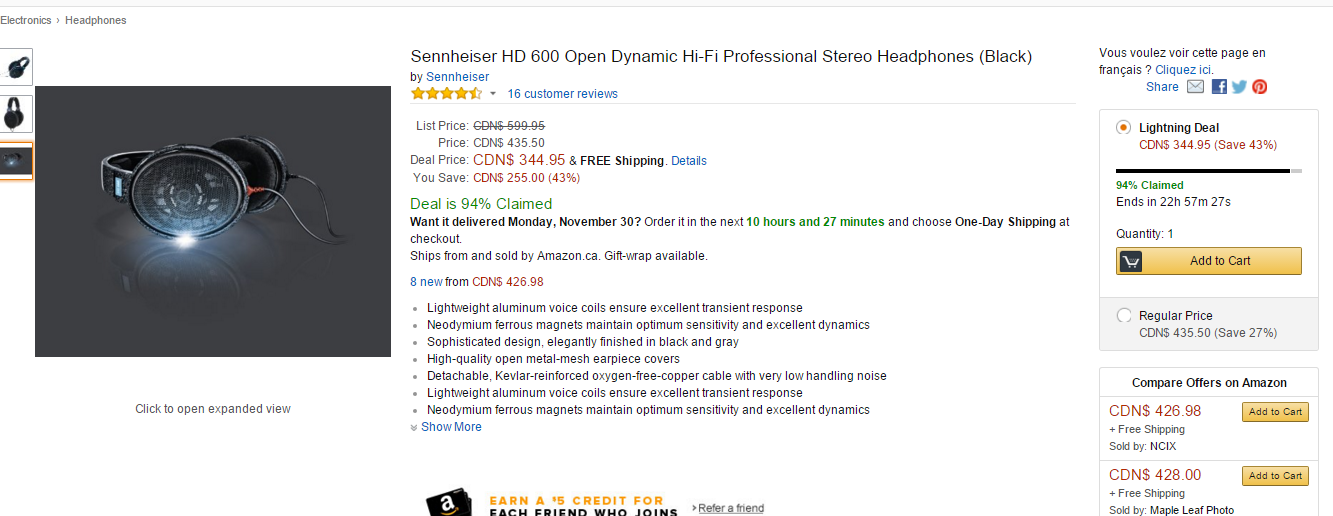 Electronics › Headphones
Sennheiser HD 600 Open Dynamic Hi-Fi Professional Stereo Headphones (Black)
by Sennheiser
16 customer reviews
List Price: CDN$ 599.95
Price: CDN$ 435.50
Deal Price: CDN$ 344.95 & FREE Shipping. Details
You Save: CDN$ 255.00 (43%)
Deal is 94% Claimed
Want it delivered Monday, November 30? Order it in the next 10 hours and 27 minutes and choose One-Day Shipping at
checkout.
Ships from and sold by Amazon.ca. Gift-wrap available.
8 new from CDN$ 426.98
Lightweight aluminum voice coils ensure excellent transient response
Neodymium ferrous magnets maintain optimum sensitivity and excellent dynamics
Sophisticated design, elegantly finished in black and gray
High-quality open metal-mesh earpiece covers
Detachable, Kevlar-reinforced oxygen-free-copper cable with very low handling noise
Lightweight aluminum voice coils ensure excellent transient response
Neodymium ferrous magnets maintain optimum sensitivity and excellent dynamics
Show More
Click to open expanded view
a
EARN A $5 CREDIT FOR
EACH FRIEND WHO JOINS
› Refer a friend
Vous voulez voir cette page en
français ? Cliquez ici.
Share
Lightning Deal
CDN$ 344.95 (Save 43%)
94% Claimed
Ends in 22h 57m 27s
Quantity: 1
Add to Cart
Regular Price
CDN$ 435.50 (Save 27%)
Compare Offers on Amazon
CDN$ 426.98
Add to Cart
+ Free Shipping
Sold by: NCIX
CDN$ 428.00
Add to Cart
+ Free Shipping
Sold by: Maple Leaf Photo